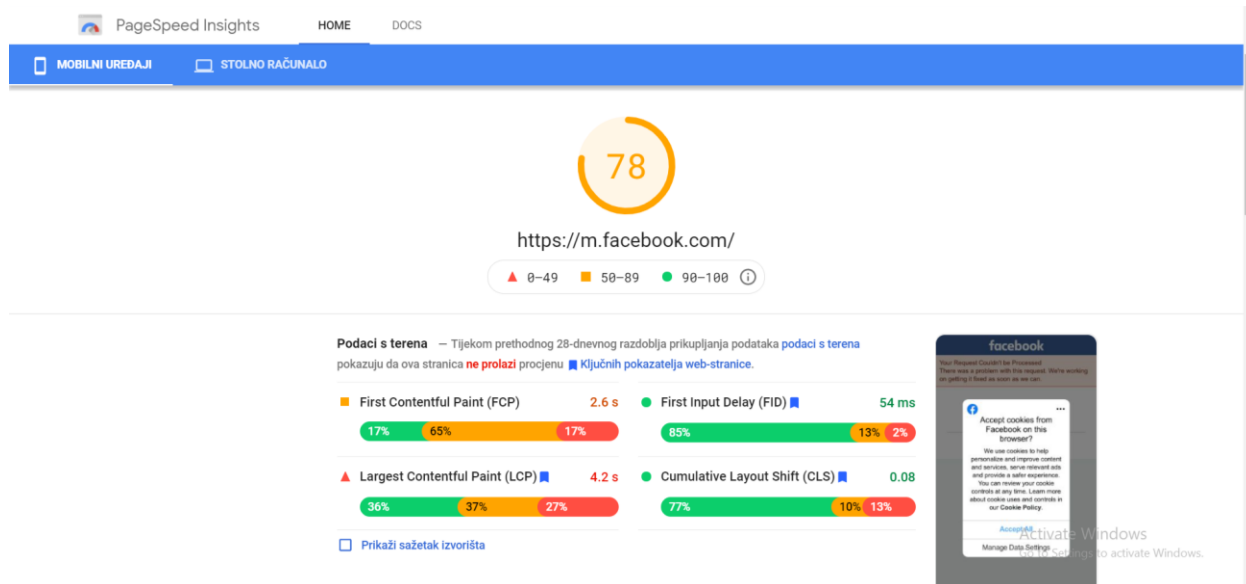 PageSpeed Insights HOME DOCS
MOBILNI UREĐAJI STOLNO RAČUNALO
78
https://m.facebook.com/
0–49 50–89 90–100
Podaci s terena — Tijekom prethodnog 28-dnevnog razdoblja prikupljanja podataka podaci s terena
pokazuju da ova stranica ne prolazi procjenu Ključnih pokazatelja web-stranice.
First Contentful Paint (FCP) 2.6 s
17% 65% 17%
First Input Delay (FID) 54 ms
85% 13% 2%
Largest Contentful Paint (LCP) 4.2 s
36% 37% 27%
Cumulative Layout Shift (CLS) 0.08
77% 10% 13%
Prikaži sažetak izvorišta
facebook
Your Request Couldn't be Processed
There was a problem with this request. We're working
on getting it fixed as soon as we can.
Accept cookies from
Facebook on this
browser?
We use cookies to help
personalize and improve content
and services, serve relevant ads
and provide a safer experience.
You can review your cookie
controls at any time. Learn more
about cookie uses and controls in
our Cookie Policy.
Accept All
Manage Data Settings
Activate Windows
Go to Settings to activate Windows.